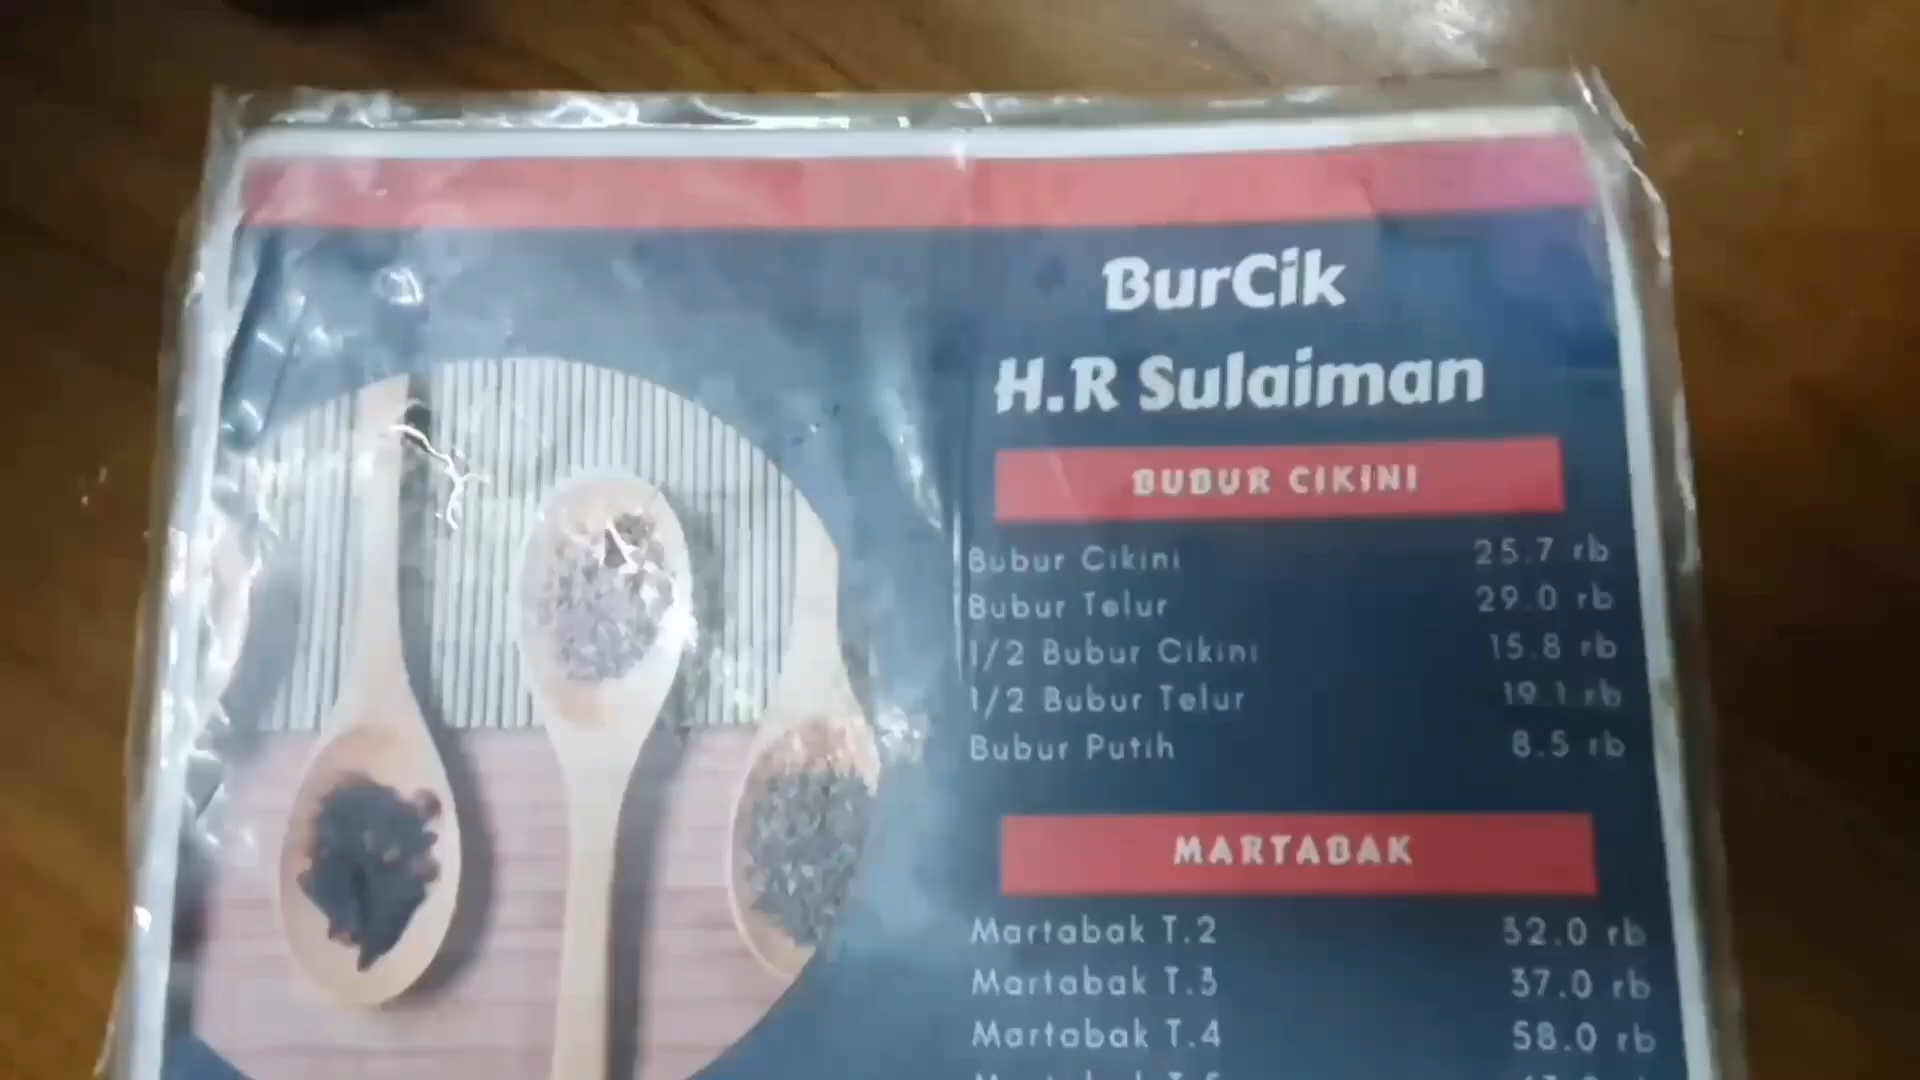 BurCik
H.R Sulaiman
BUBUR CIKINI
Bubur Cikini 25.7 rb
Bubur Telur 29.0 rb
1/2 Bubur Cikini 15.8 rb
1/2 Bubur Telur 19.1 rb
Bubur Putih 8.5 rb
MARTABAK
Martabak T.2 32.0 rb
Martabak T.3 37.0 rb
Martabak T.4 58.0 rb